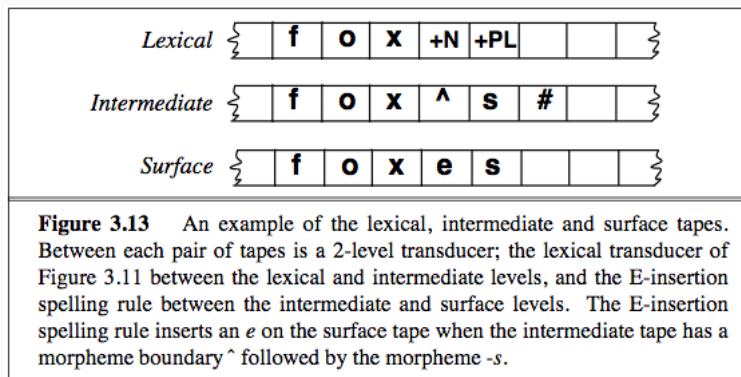 Lexical f o x +N +PL
Intermediate f o x ^ s #
Surface f o x e s
Figure 3.13 An example of the lexical, intermediate and surface tapes.
Between each pair of tapes is a 2-level transducer; the lexical transducer of
Figure 3.11 between the lexical and intermediate levels, and the E-insertion
spelling rule between the intermediate and surface levels. The E-insertion
spelling rule inserts an e on the surface tape when the intermediate tape has a
morpheme boundary ^ followed by the morpheme -s.